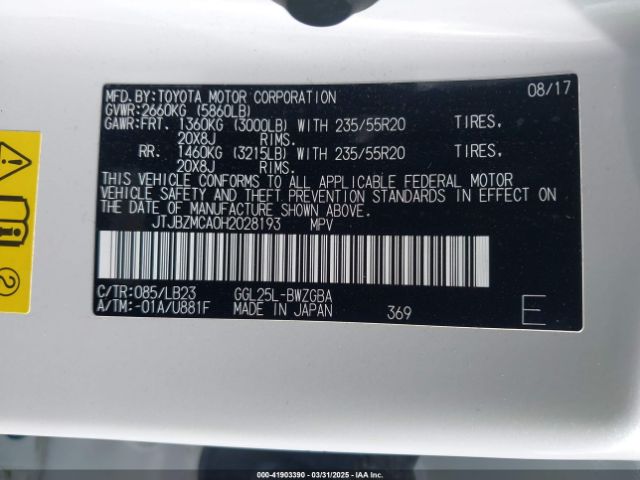 MFD.BY:TOYOTA MOTOR CORPORATION 08/17
GVWR:2660KG (5860LB)
GAWR:FRT. 1360KG (3000LB) WITH 235/55R20 TIRES,
20X8J RIMS.
RR. 1460KG (3215LB) WITH 235/55R20 TIRES,
20X8J RIMS.
THIS VEHICLE CONFORMS TO ALL APPLICABLE FEDERAL MOTOR
VEHICLE SAFETY AND THEFT PREVENTION STANDARDS IN EFFECT ON THE
DATE OF MANUFACTURE SHOWN ABOVE.
JTJBZMCA0H2028193 MPV
C/TR:085/LB23 GGL25L-BWZGBA
A/TM:-01A/U881F MADE IN JAPAN 369 E
2
000-41903390 - 03/31/2025 - IAAI.com